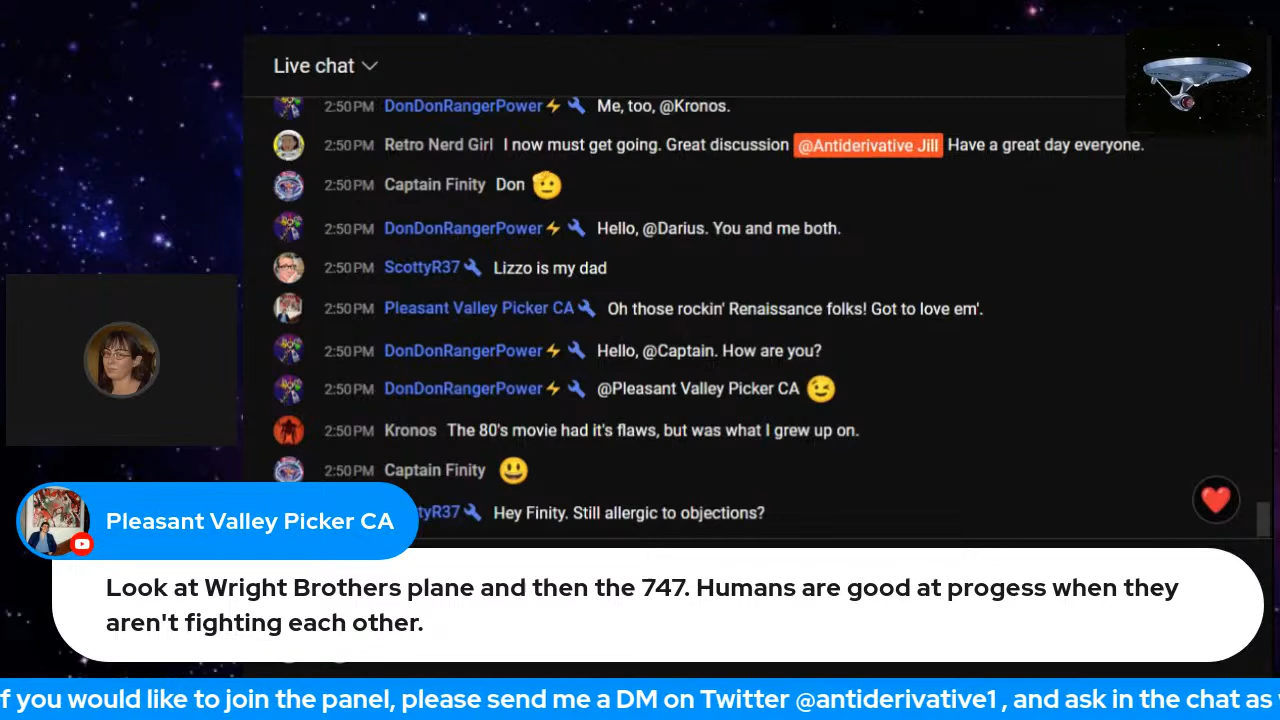 Live chat
2:50 PM DonDonRangerPower Me, too, @Kronos.
2:50 PM Retro Nerd Girl I now must get going. Great discussion @Antiderivative Jill Have a great day everyone.
2:50 PM Captain Finity Don 🫡
2:50 PM DonDonRangerPower Hello, @Darius. You and me both.
2:50 PM ScottyR37 Lizzo is my dad
2:50 PM Pleasant Valley Picker CA Oh those rockin' Renaissance folks! Got to love em'.
2:50 PM DonDonRangerPower Hello, @Captain. How are you?
2:50 PM DonDonRangerPower @Pleasant Valley Picker CA 😉
2:50 PM Kronos The 80's movie had it's flaws, but was what I grew up on.
2:50 PM Captain Finity 😃
tyR37 Hey Finity. Still allergic to objections?
Pleasant Valley Picker CA
Look at Wright Brothers plane and then the 747. Humans are good at progess when they
aren't fighting each other.
f you would like to join the panel, please send me a DM on Twitter @antiderivative1 , and ask in the chat as